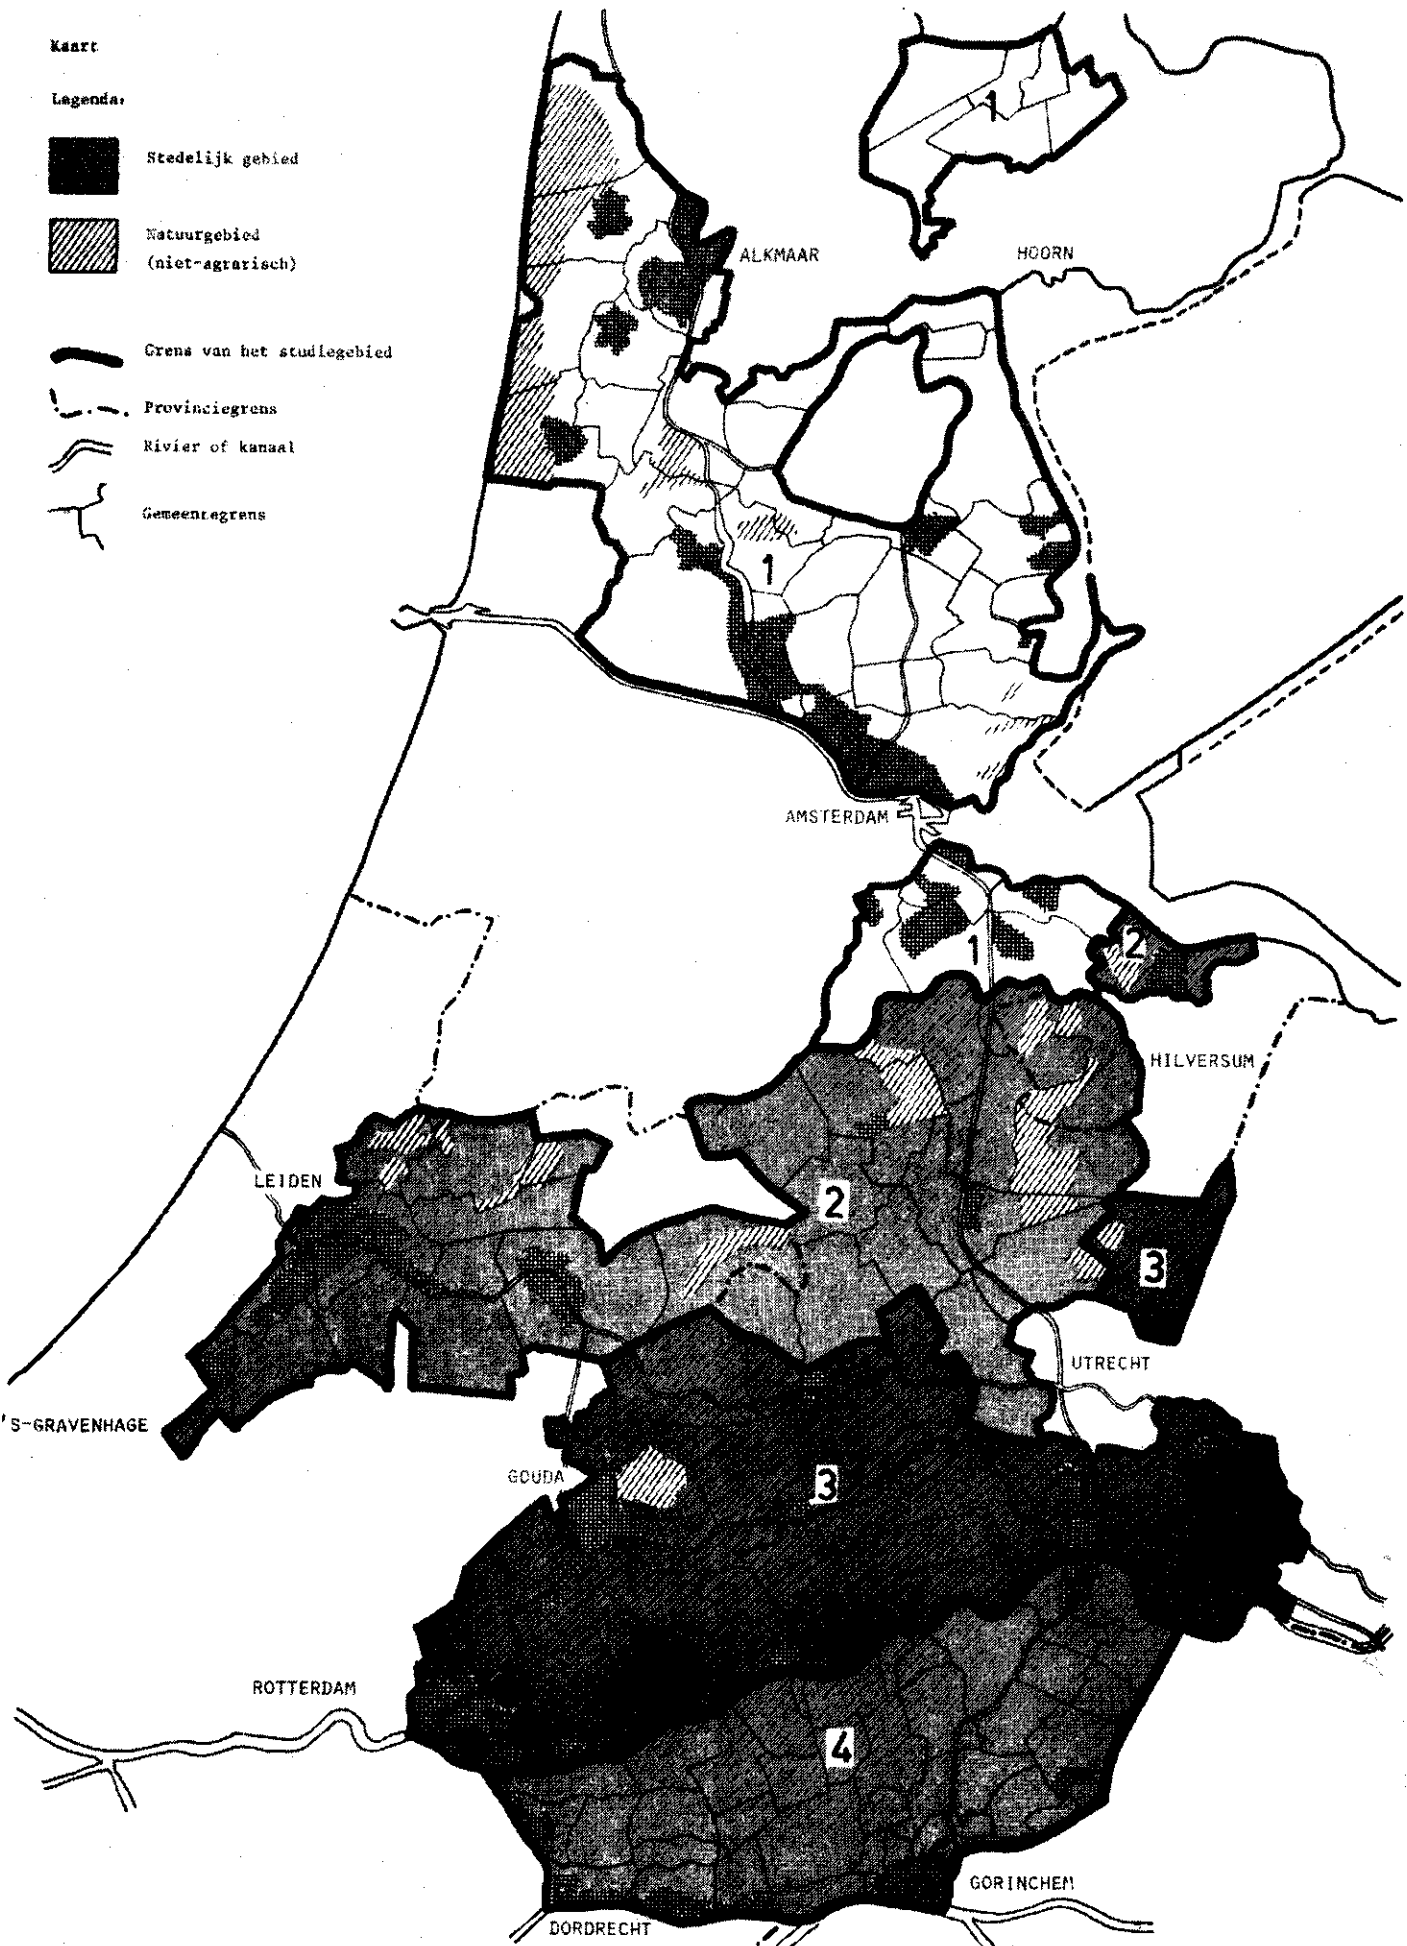 Kaart
Legenda:
Stedelijk gebied
Natuurgebied
(niet-agrarisch)
Grens van het studiegebied
Provinciegrens
Rivier of kanaal
Gemeentegrens
1
ALKMAAR
HOORN
1
AMSTERDAM
1
2
HILVERSUM
LEIDEN
2
3
UTRECHT
'S-GRAVENHAGE
GOUDA
3
ROTTERDAM
4
GORINCHEM
DORDRECHT